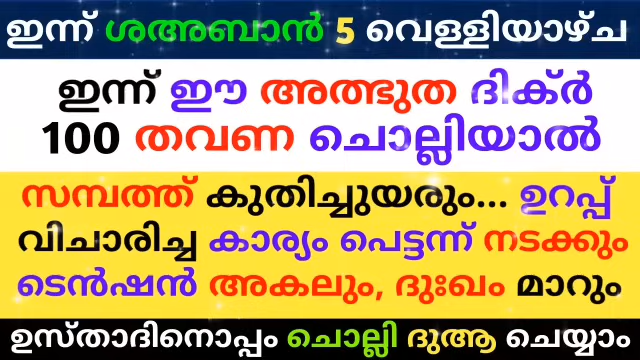 ഇന്ന് ശഅബാൻ 5 വെള്ളിയാഴ്ച
ഇന്ന് ഈ അത്ഭുത ദിക്ർ
100 തവണ ചൊല്ലിയാൽ
സമ്പത്ത് കുതിച്ചുയരും... ഉറപ്പ്
വിചാരിച്ച കാര്യം പെട്ടന്ന് നടക്കും
ടെൻഷൻ അകലും, ദുഃഖം മാറും
ഉസ്താദിനൊപ്പം ചൊല്ലി ദുആ ചെയ്യാം